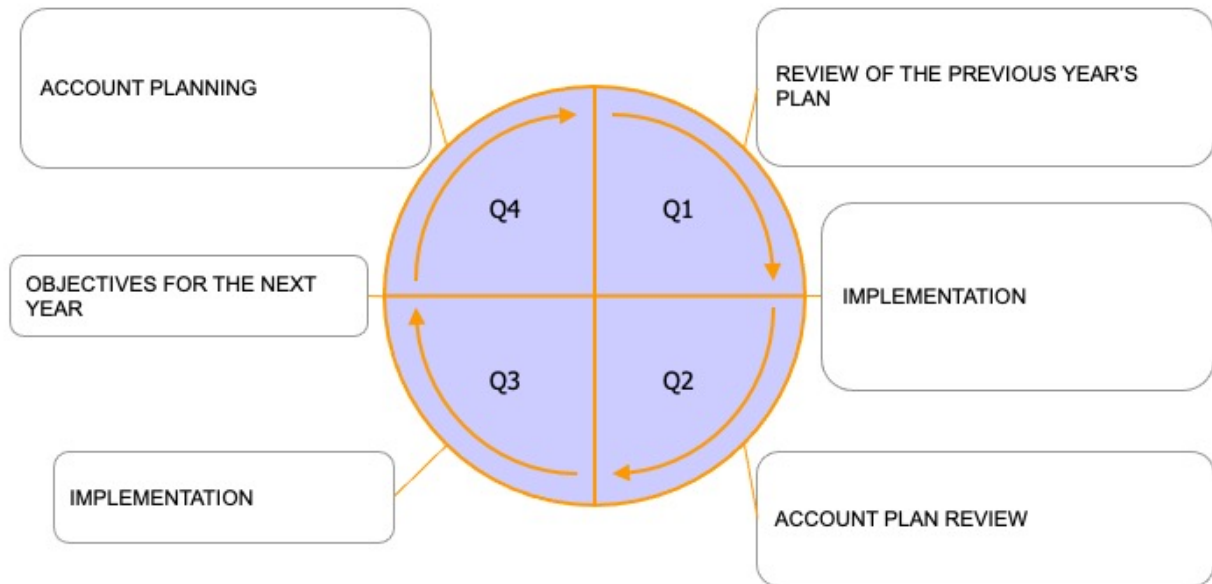 ACCOUNT PLANNING
REVIEW OF THE PREVIOUS YEAR'S
PLAN
Q4
Q1
OBJECTIVES FOR THE NEXT
YEAR
IMPLEMENTATION
Q3
Q2
IMPLEMENTATION
ACCOUNT PLAN REVIEW